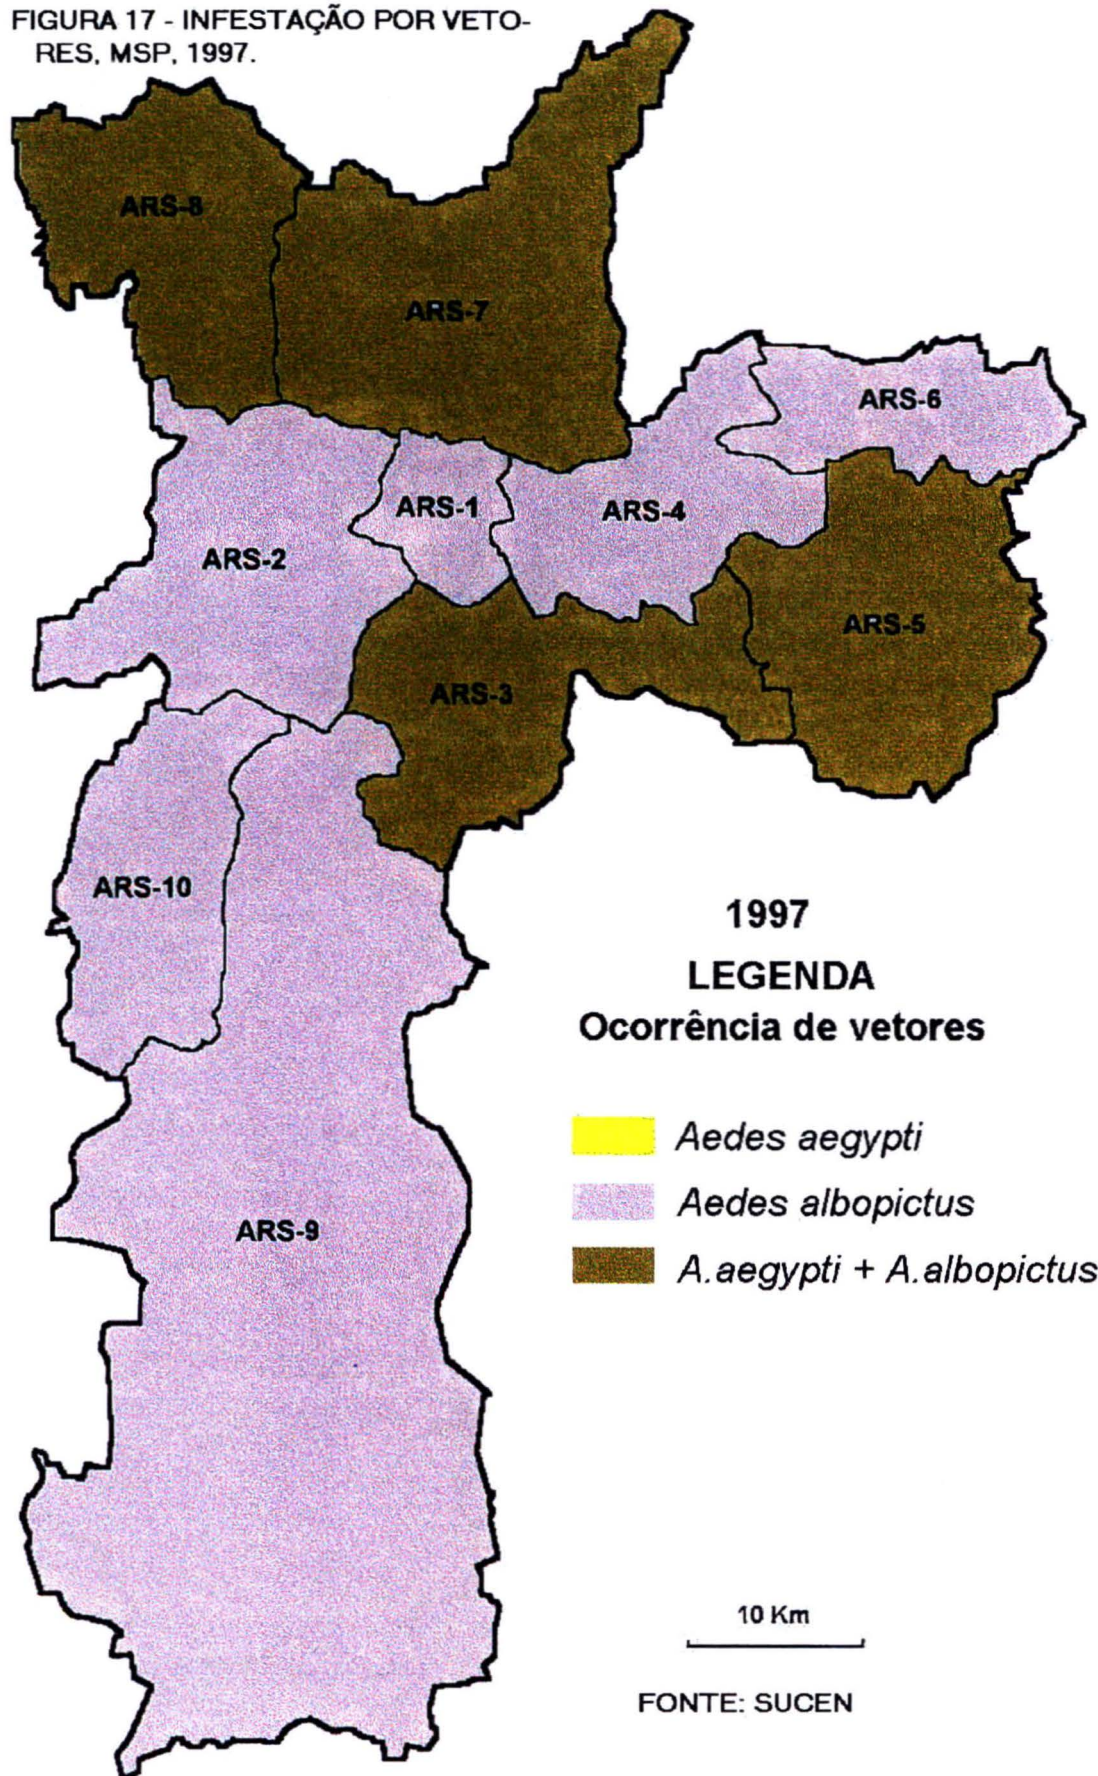 FIGURA 17 - INFESTAÇÃO POR VETO-
RES, MSP, 1997.
ARS-8
ARS-7
ARS-6
ARS-1
ARS-4
ARS-2
ARS-5
ARS-3
ARS-10
ARS-9
1997
LEGENDA
Ocorrência de vetores
Aedes aegypti
Aedes albopictus
A.aegypti + A.albopictus
10 Km
FONTE: SUCEN